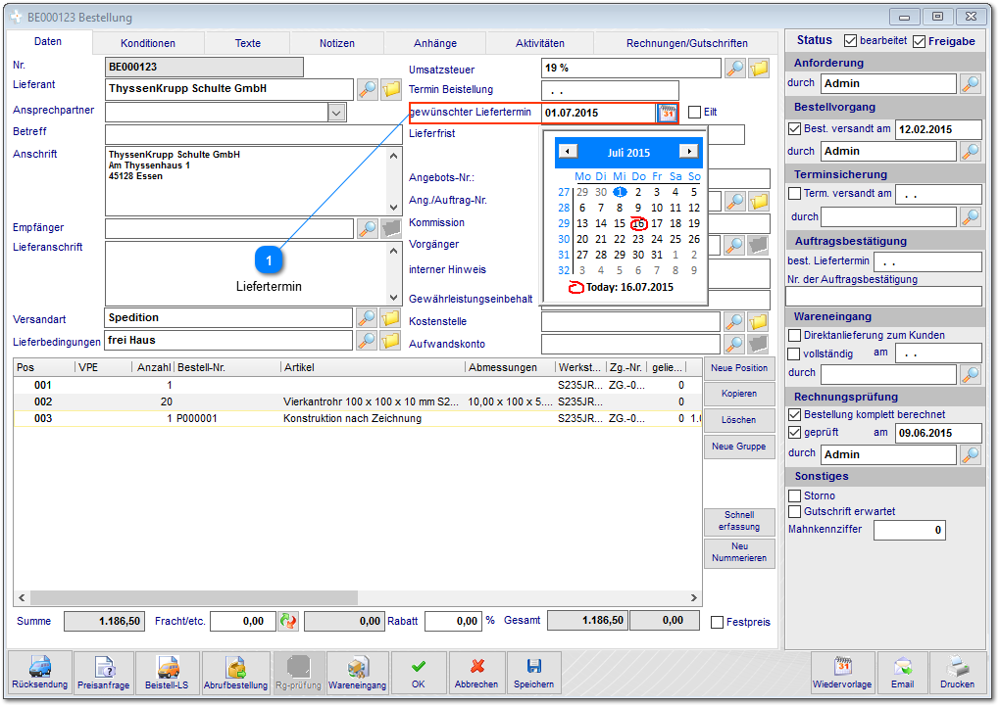 BE000123 Bestellung
Daten Konditionen Texte Notizen Anhänge Aktivitäten Rechnungen/Gutschriften
Nr. BE000123
Lieferant ThyssenKrupp Schulte GmbH
Ansprechpartner
Betreff
Anschrift ThyssenKrupp Schulte GmbH
Am Thyssenhaus 1
45128 Essen
Empfänger
Lieferanschrift
1
Liefertermin
Versandart Spedition
Lieferbedingungen frei Haus
Umsatzsteuer 19 %
Termin Beistellung . .
gewünschter Liefertermin 01.07.2015 31 Eilt
Lieferfrist
Angebots-Nr.:
Ang./Auftrag-Nr.
Kommission
Vorgänger
interner Hinweis
Gewährleistungseinbehalt
Kostenstelle
Aufwandskonto
Juli 2015
Mo Di Mi Do Fr Sa So
27 29 30 1 2 3 4 5
28 6 7 8 9 10 11 12
29 13 14 15 16 17 18 19
30 20 21 22 23 24 25 26
31 27 28 29 30 31 1 2
32 3 4 5 6 7 8 9
Today: 16.07.2015
Pos VPE Anzahl Bestell-Nr. Artikel Abmessungen Werkst... Zg.-Nr. gelie...
001 1 S235JR... ZG.-0... 0
002 20 Vierkantrohr 100 x 100 x 10 mm S2... 10,00 x 100 x 5.... S235JR... 0
003 1 P000001 Konstruktion nach Zeichnung S235JR... ZG.-0... 0 1.0
Neue Position
Kopieren
Löschen
Neue Gruppe
Schnell
erfassung
Neu
Nummerieren
Summe 1.186,50 Fracht/etc. 0,00 0,00 Rabatt 0,00 % Gesamt 1.186,50 0,00 Festpreis
Rücksendung Preisanfrage Beistell-LS Abrufbestellung Rg-prüfung Wareneingang OK Abbrechen Speichern 31 Wiedervorlage Email Drucken
Status bearbeitet Freigabe
Anforderung
durch Admin
Bestellvorgang
Best. versandt am 12.02.2015
durch Admin
Terminsicherung
Term. versandt am . .
durch
Auftragsbestätigung
best. Liefertermin . .
Nr. der Auftragsbestätigung
Wareneingang
Direktanlieferung zum Kunden
vollständig am . .
durch
Rechnungsprüfung
Bestellung komplett berechnet
geprüft am 09.06.2015
durch Admin
Sonstiges
Storno
Gutschrift erwartet
Mahnkennziffer 0